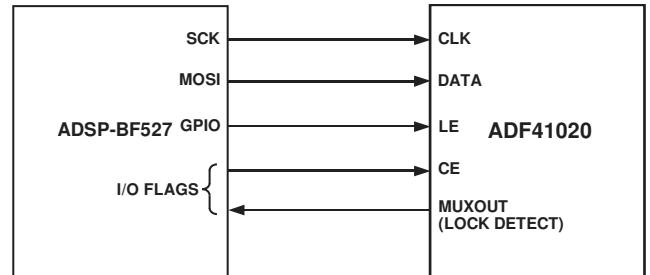 SCK
CLK
MOSI
DATA
ADSP-BF527
GPIO
LE
ADF41020
I/O FLAGS
CE
MUXOUT
(LOCK DETECT)